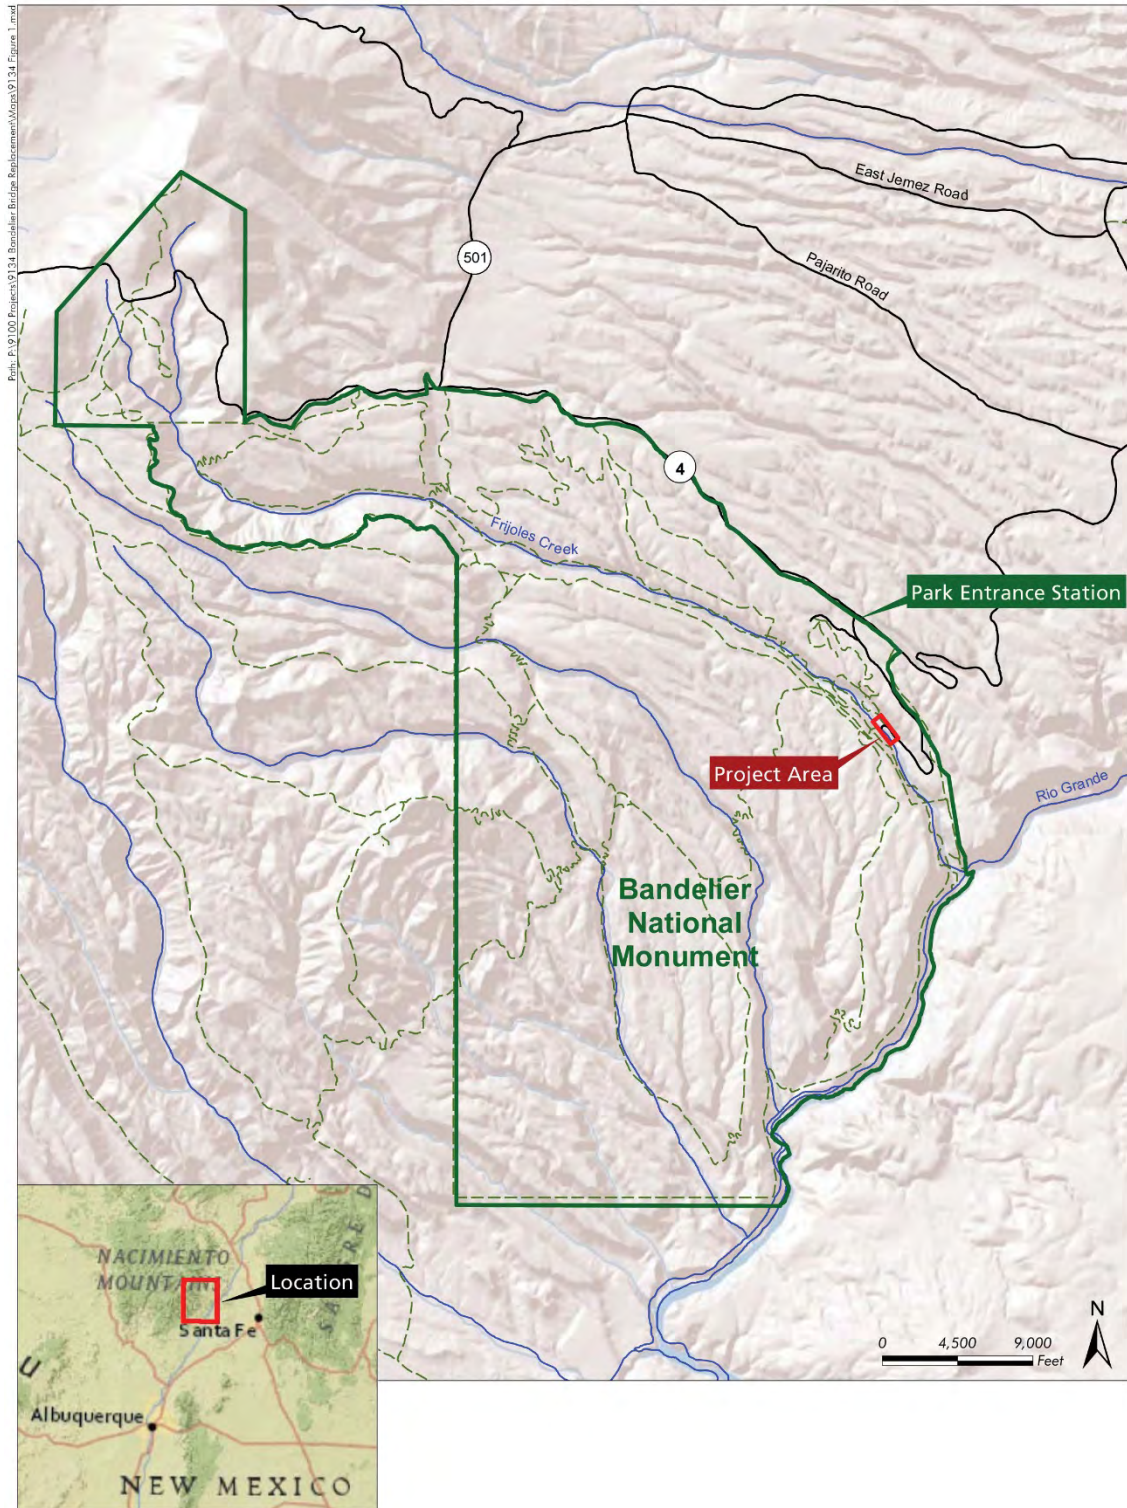 Path: P:\9100 Projects\9134 Bandelier Bridge Replacement\Maps\9134 Figure 1.mxd
East Jemez Road
501
Pajarito Road
4
Frijoles Creek
Park Entrance Station
Project Area
Rio Grande
Bandelier
National
Monument
NACIMIENTO
MOUNTAINS
Location
Santa Fe
SANGRE D
U
Albuquerque
NEW MEXICO
N
0 4,500 9,000
Feet